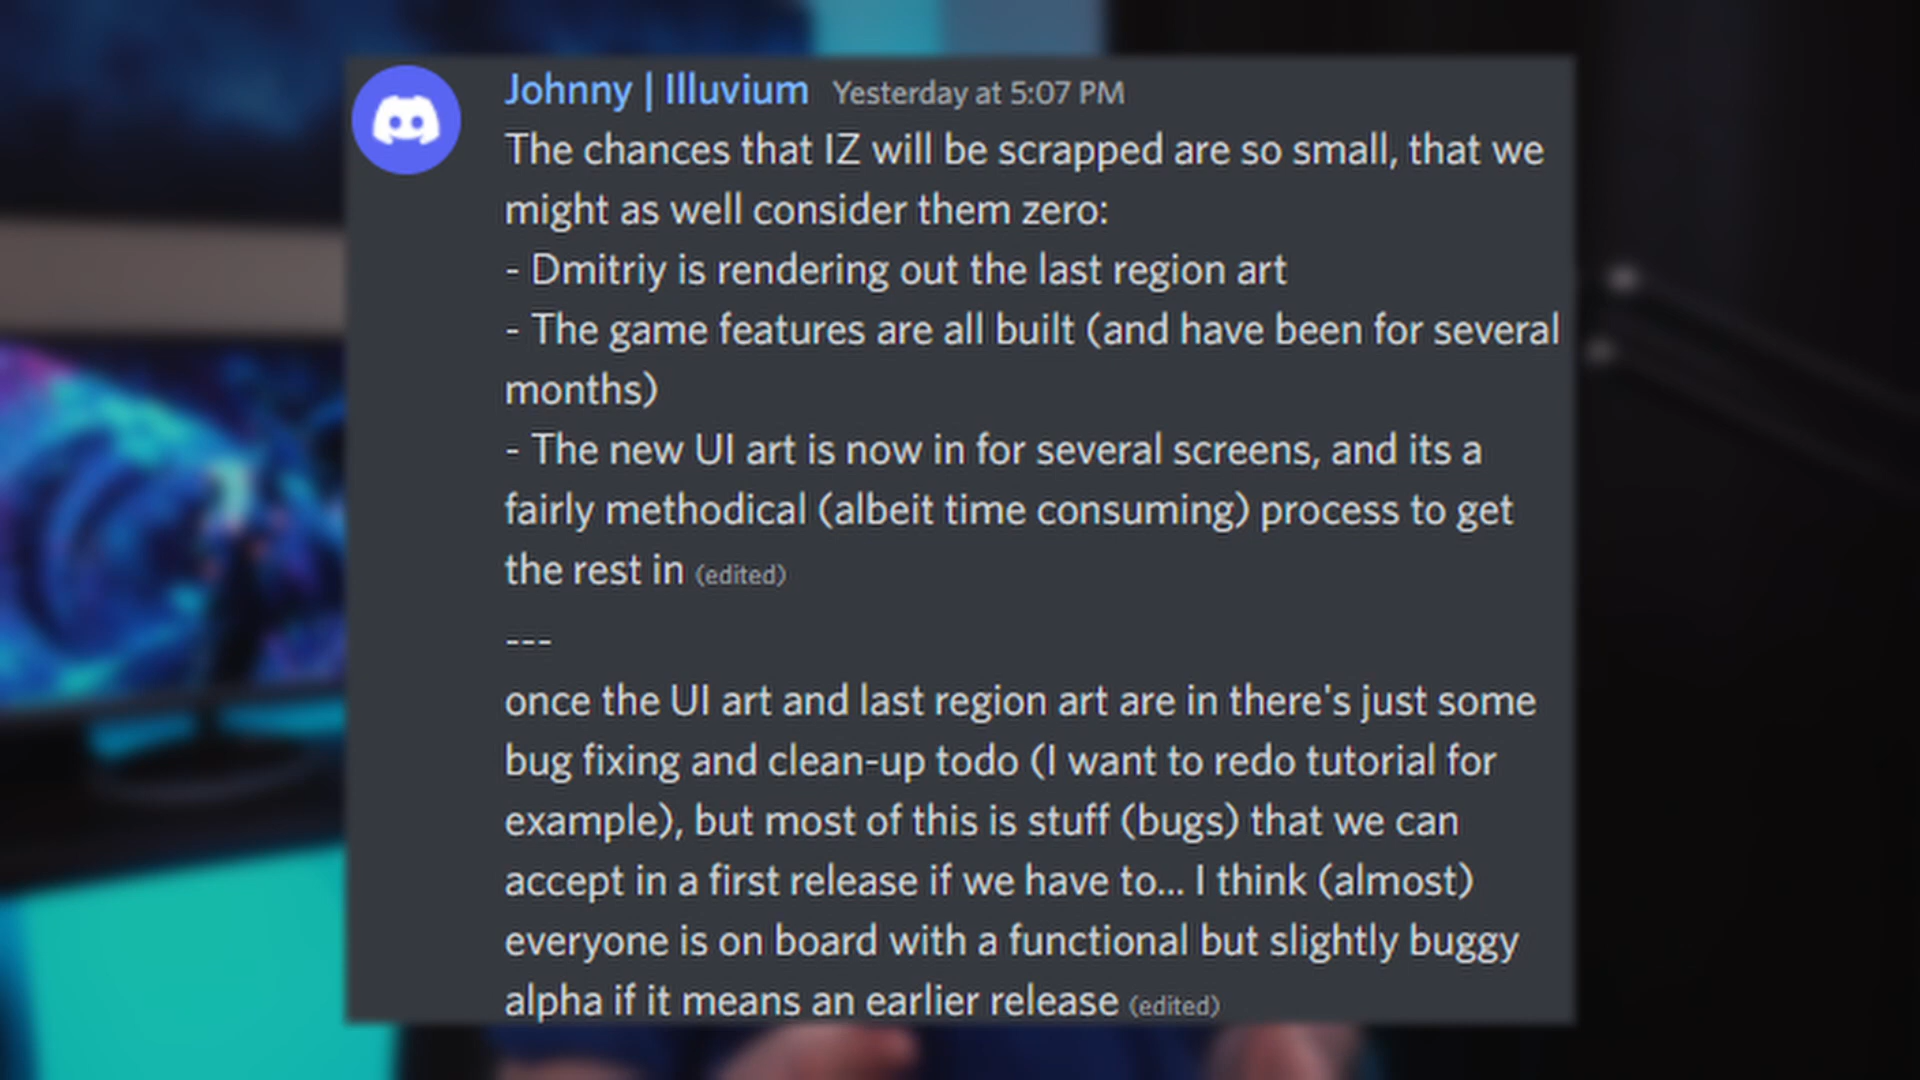 Johnny | Illuvium Yesterday at 5:07 PM
The chances that IZ will be scrapped are so small, that we
might as well consider them zero:
- Dmitriy is rendering out the last region art
- The game features are all built (and have been for several
months)
- The new UI art is now in for several screens, and its a
fairly methodical (albeit time consuming) process to get
the rest in (edited)
---
once the UI art and last region art are in there's just some
bug fixing and clean-up todo (I want to redo tutorial for
example), but most of this is stuff (bugs) that we can
accept in a first release if we have to... I think (almost)
everyone is on board with a functional but slightly buggy
alpha if it means an earlier release (edited)